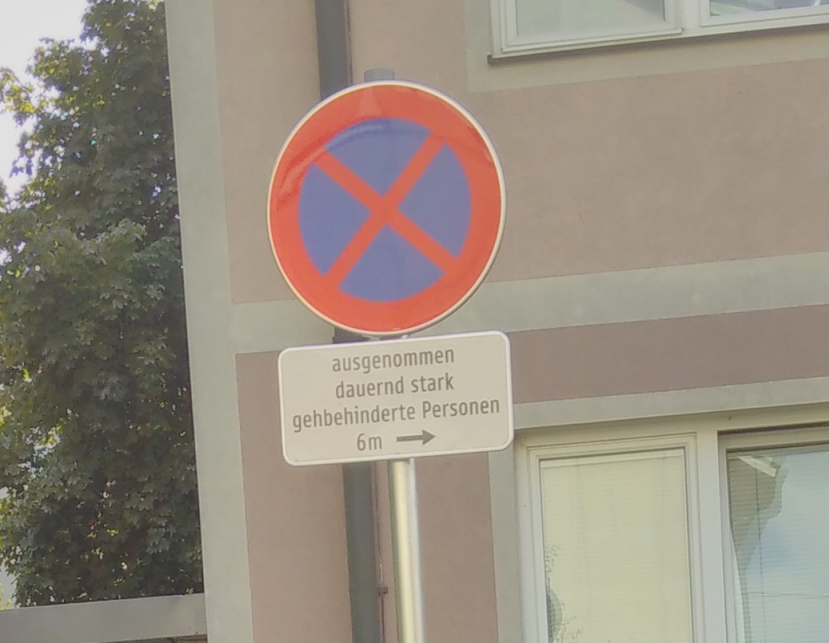 ausgenommen
dauernd stark
gehbehinderte Personen
6m →